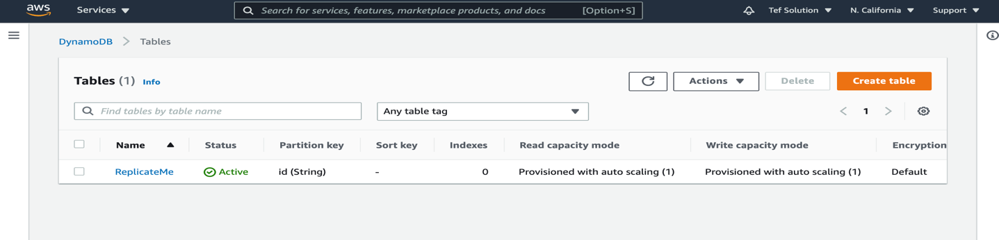 aws Services Search for services, features, marketplace products, and docs [Option+S] Tef Solution N. California Support
DynamoDB > Tables
Tables (1) Info Actions Delete Create table
Find tables by table name Any table tag < 1 >
Name Status Partition key Sort key Indexes Read capacity mode Write capacity mode Encryption
ReplicateMe Active id (String) - 0 Provisioned with auto scaling (1) Provisioned with auto scaling (1) Default